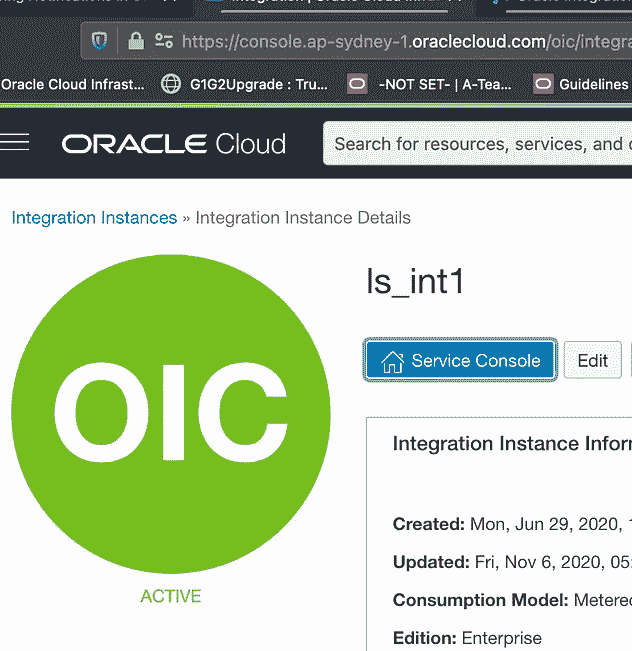 https://console.ap-sydney-1.oraclecloud.com/oic/integra
Oracle Cloud Infrast... G1G2Upgrade : Tru... -NOT SET- | A-Tea... Guidelines
ORACLE Cloud
Search for resources, services, and
Integration Instances » Integration Instance Details
OIC
ACTIVE
ls_int1
Service Console Edit
Integration Instance Infor
Created: Mon, Jun 29, 2020,
Updated: Fri, Nov 6, 2020, 05:
Consumption Model: Metered
Edition: Enterprise